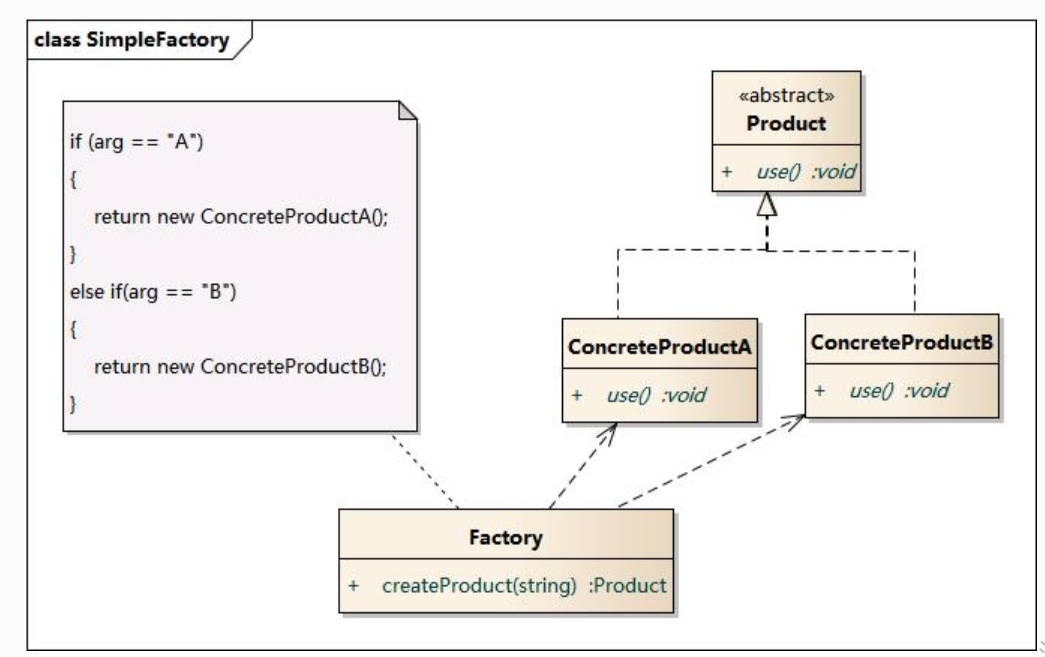 class SimpleFactory
if (arg == "A")
{
return new ConcreteProductA();
}
else if(arg == "B")
{
return new ConcreteProductB();
}
«abstract»
Product
+ use() :void
ConcreteProductA
+ use() :void
ConcreteProductB
+ use() :void
Factory
+ createProduct(string) :Product